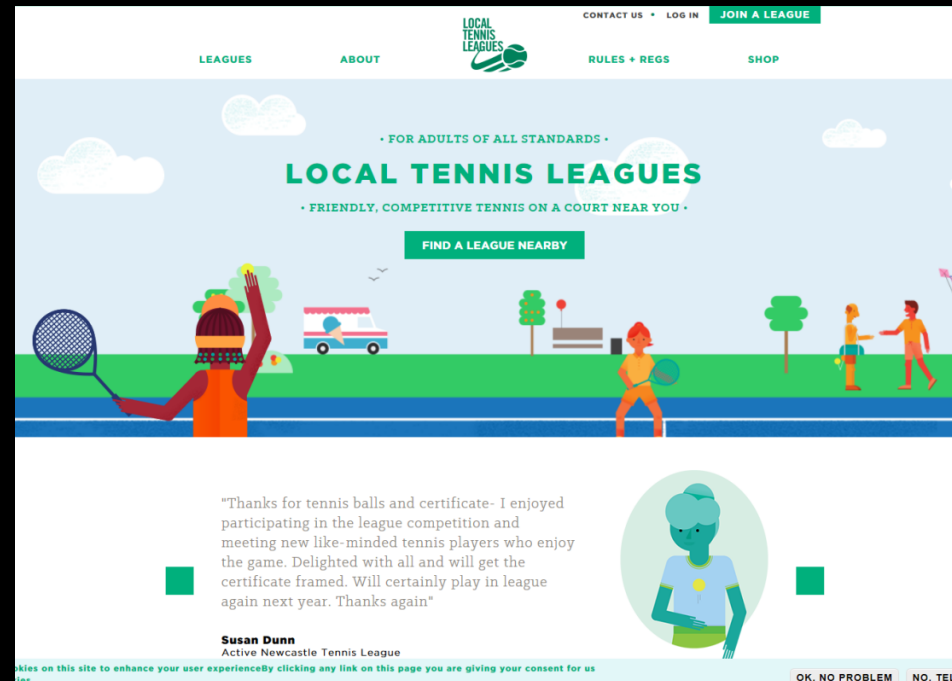 CONTACT US • LOG IN JOIN A LEAGUE
LOCAL
TENNIS
LEAGUES
LEAGUES ABOUT RULES + REGS SHOP
• FOR ADULTS OF ALL STANDARDS •
LOCAL TENNIS LEAGUES
• FRIENDLY, COMPETITIVE TENNIS ON A COURT NEAR YOU •
FIND A LEAGUE NEARBY
"Thanks for tennis balls and certificate- I enjoyed
participating in the league competition and
meeting new like-minded tennis players who enjoy
the game. Delighted with all and will get the
certificate framed. Will certainly play in league
again next year. Thanks again"
Susan Dunn
Active Newcastle Tennis League
on this site to enhance your user experienceBy clicking any link on this page you are giving your consent for us
OK, NO PROBLEM NO,